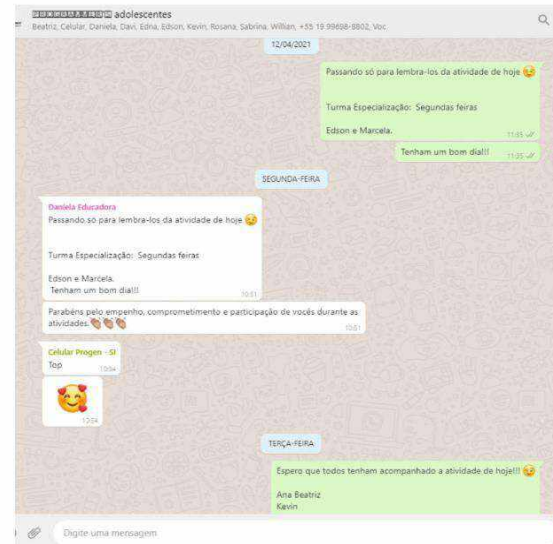 adolescentes
Beatriz, Celular, Daniela, Davi, Edna, Edson, Kevin, Rosana, Sabrina, Willian, +55 19 99698-8802, Voc
12/04/2021
Passando só para lembra-los da atividade de hoje 😉
Turma Especialização: Segundas feiras
Edson e Marcela.
11:35
Tenham um bom dia!!!
11:35
SEGUNDA-FEIRA
Daniela Educadora
Passando só para lembra-los da atividade de hoje 😉
Turma Especialização: Segundas feiras
Edson e Marcela.
Tenham um bom dia!!!
10:51
Parabéns pelo empenho, comprometimento e participação de vocês durante as
atividades. 👏👏👏
10:51
Celular Progen - SI
Top
10:54
🥰
10:54
TERÇA-FEIRA
Espero que todos tenham acompanhado a atividade de hoje!!! 😉
Ana Beatriz
Kevin
Digite uma mensagem